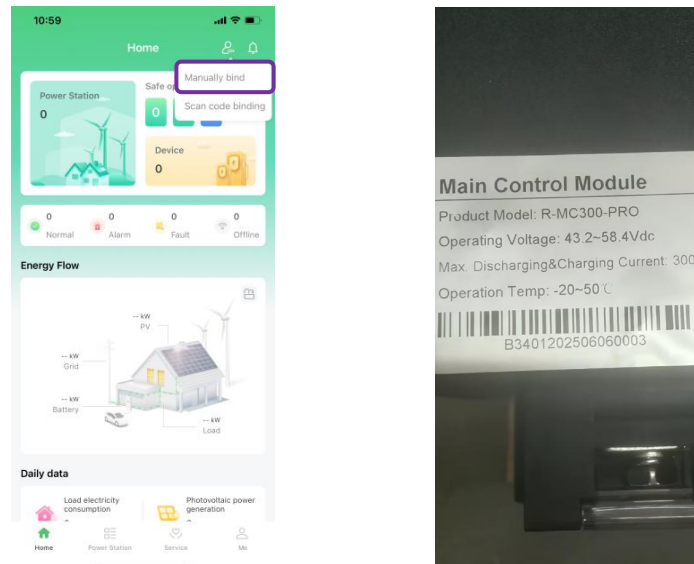 10:59
Home
Manually bind
Scan code binding
Power Station
0
Safe op
0
Device
0
0
Normal
0
Alarm
0
Fault
0
Offline
Energy Flow
-- kW
PV
-- kW
Grid
-- kW
Battery
-- kW
Load
Daily data
Load electricity
consumption
Photovoltaic power
generation
Home
Power Station
Service
Me
Main Control Module
Product Model: R-MC300-PRO
Operating Voltage: 43.2~58.4Vdc
Max. Discharging&Charging Current: 300
Operation Temp: -20~50℃
B3401202506060003